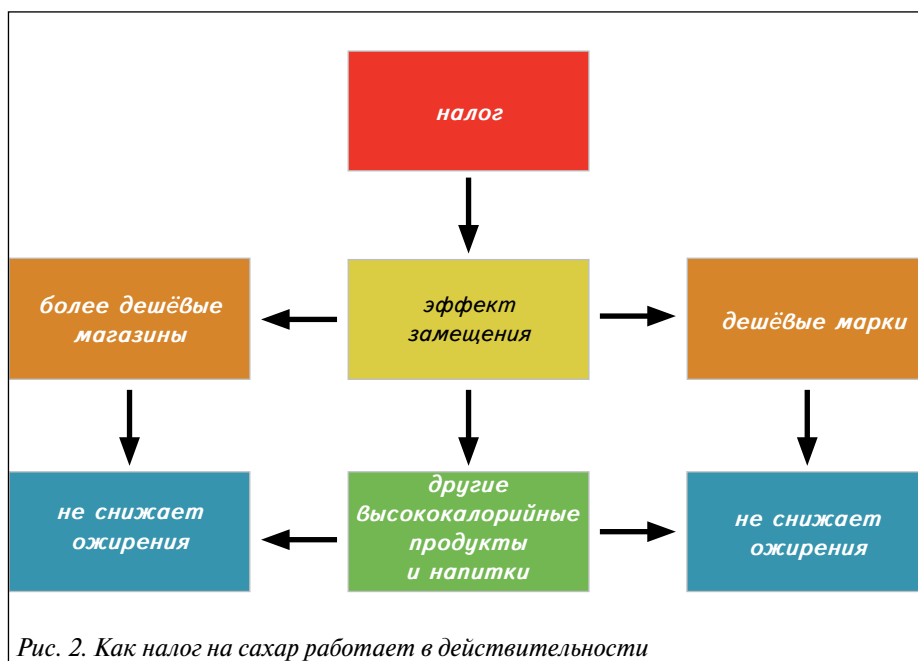 налог
более дешёвые
магазины
эффект
замещения
дешёвые марки
не снижает
ожирения
другие
высококалорийные
продукты
и напитки
не снижает
ожирения
Рис. 2. Как налог на сахар работает в действительности